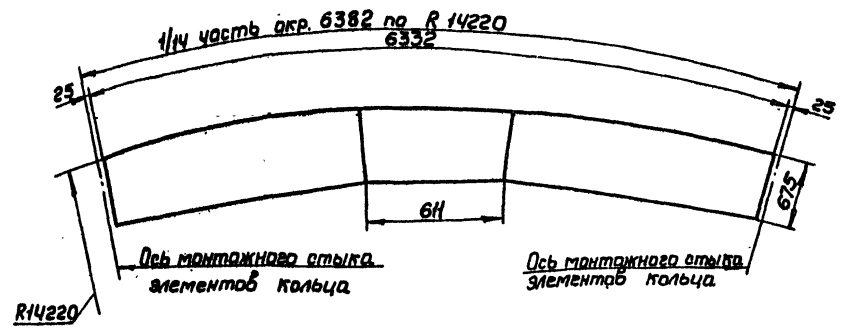 1/14 часть окр. 6382 по R 14220
6332
25
25
675
611
Ось монтажного стыка
элементов кольца
Ось монтажного стыка
элементов кольца
R14220